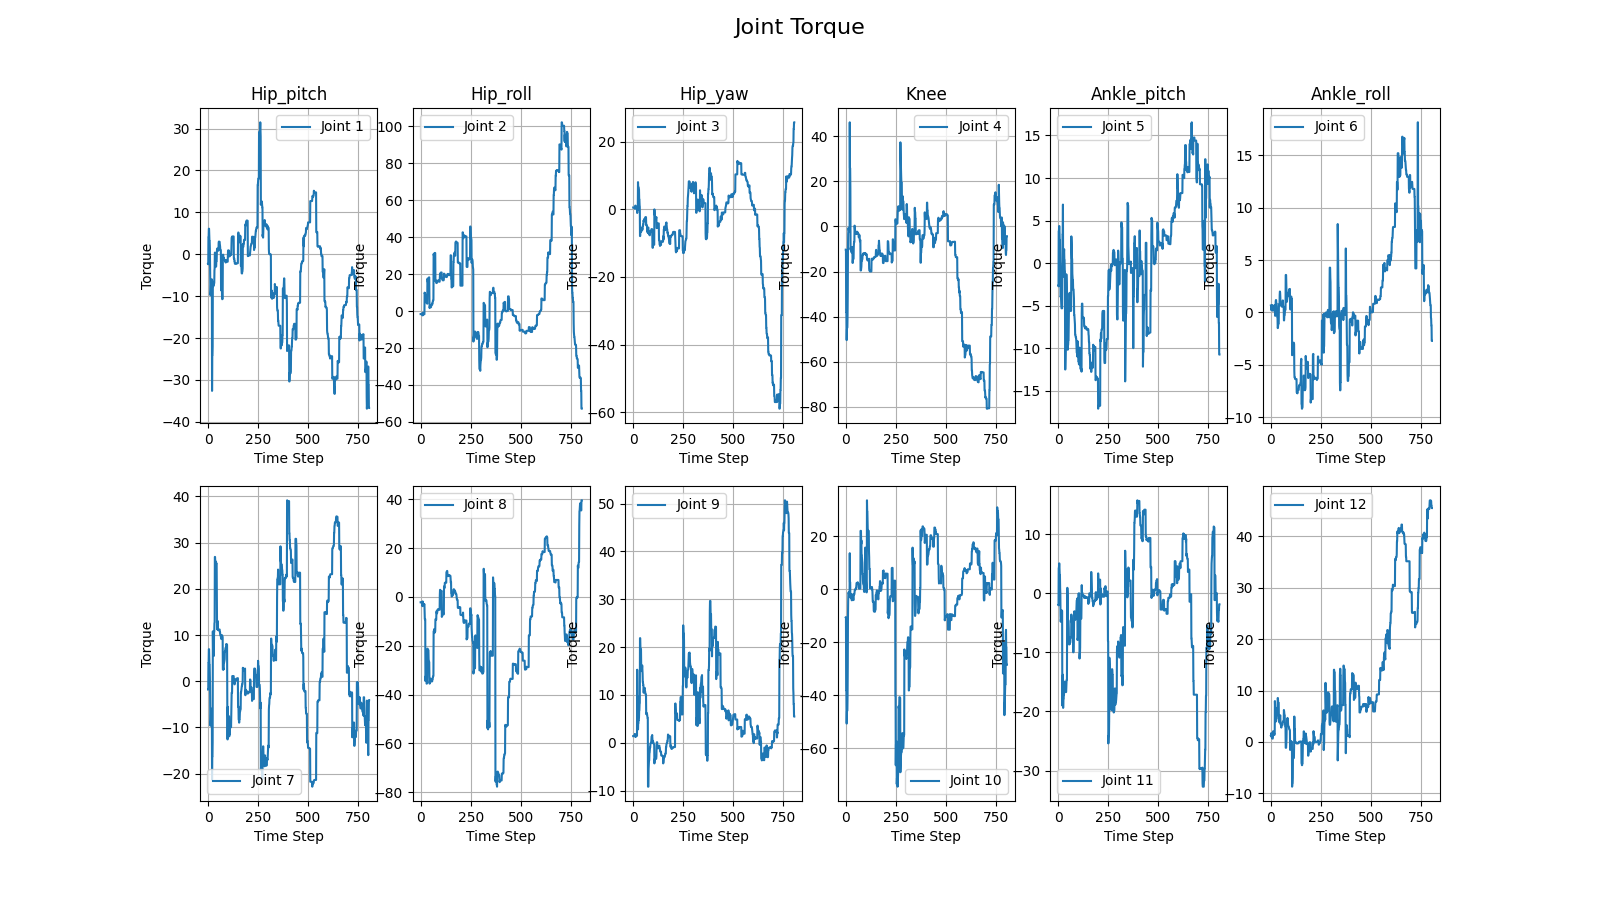 Joint Torque
Hip_pitch Hip_roll Hip_yaw Knee Ankle_pitch Ankle_roll
Joint 1 Joint 2 Joint 3 Joint 4 Joint 5 Joint 6
30 20 10 0 −10 −20 −30 −40
100 80 60 40 20 0 −20 −40 −60
20 0 −20 −40 −60
40 20 0 −20 −40 −60 −80
15 10 5 0 −5 −10 −15
15 10 5 0 −5 −10
Torque Torque Torque Torque Torque Torque
0 250 500 750 0 250 500 750 0 250 500 750 0 250 500 750 0 250 500 750 0 250 500 750
Time Step Time Step Time Step Time Step Time Step Time Step
Joint 7 Joint 8 Joint 9 Joint 10 Joint 11 Joint 12
40 30 20 10 0 −10 −20
40 20 0 −20 −40 −60 −80
50 40 30 20 10 0 −10
20 0 −20 −40 −60
10 0 −10 −20 −30
40 30 20 10 0 −10
Torque Torque Torque Torque Torque Torque
0 250 500 750 0 250 500 750 0 250 500 750 0 250 500 750 0 250 500 750 0 250 500 750
Time Step Time Step Time Step Time Step Time Step Time Step